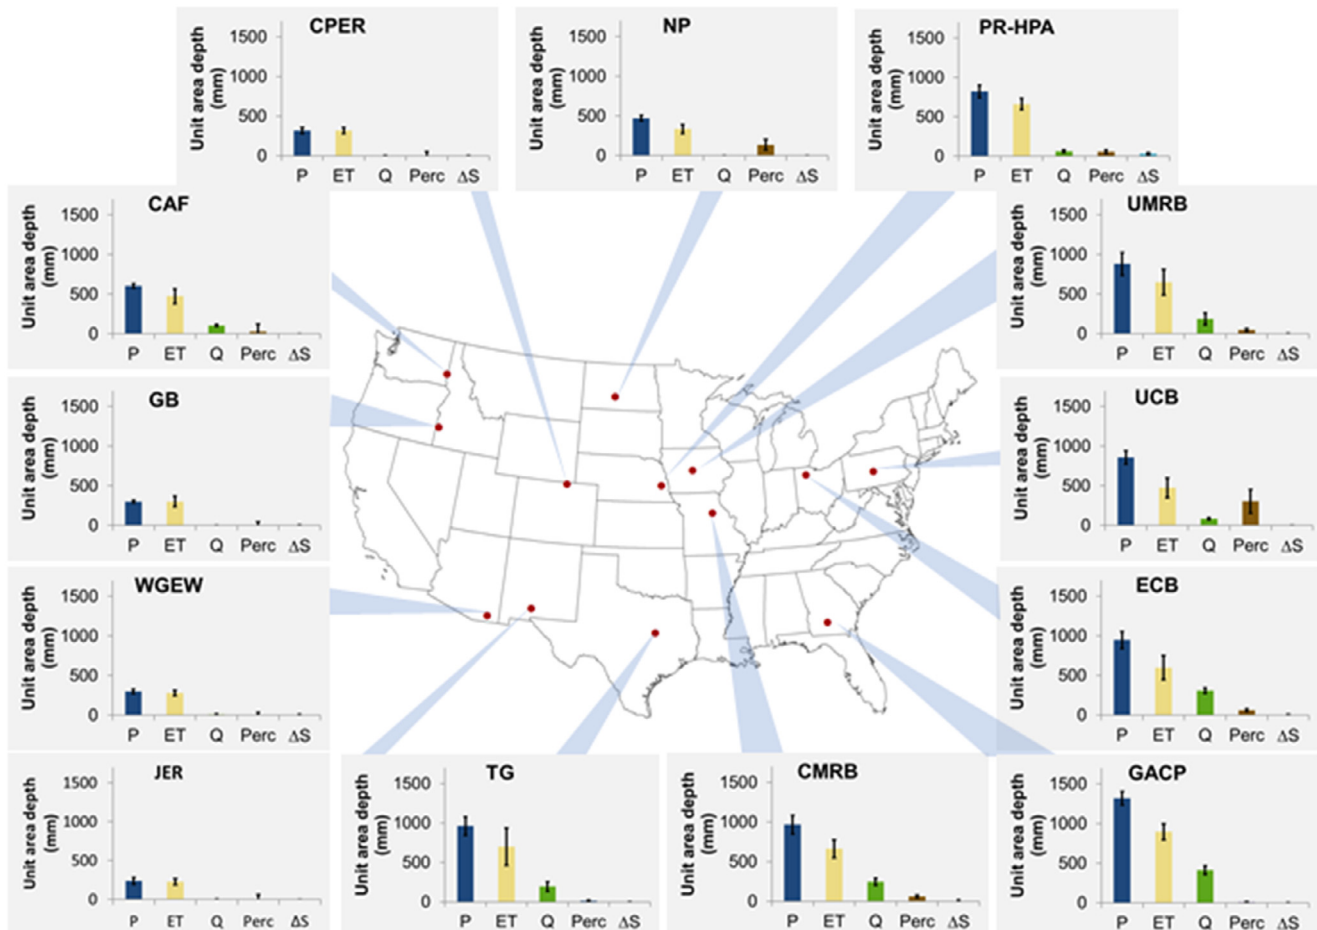 CPER
Unit area depth
(mm)
1500
1000
500
0
P ET Q Perc ΔS
NP
Unit area depth
(mm)
1500
1000
500
0
P ET Q Perc ΔS
PR-HPA
Unit area depth
(mm)
1500
1000
500
0
P ET Q Perc ΔS
CAF
Unit area depth
(mm)
1500
1000
500
0
P ET Q Perc ΔS
UMRB
Unit area depth
(mm)
1500
1000
500
0
P ET Q Perc ΔS
GB
Unit area depth
(mm)
1500
1000
500
0
P ET Q Perc ΔS
UCB
Unit area depth
(mm)
1500
1000
500
0
P ET Q Perc ΔS
WGEW
Unit area depth
(mm)
1500
1000
500
0
P ET Q Perc ΔS
ECB
Unit area depth
(mm)
1500
1000
500
0
P ET Q Perc ΔS
JER
Unit area depth
(mm)
1500
1000
500
0
P ET Q Perc ΔS
TG
Unit area depth
(mm)
1500
1000
500
0
P ET Q Perc ΔS
CMRB
Unit area depth
(mm)
1500
1000
500
0
P ET Q Perc ΔS
GACP
Unit area depth
(mm)
1500
1000
500
0
P ET Q Perc ΔS